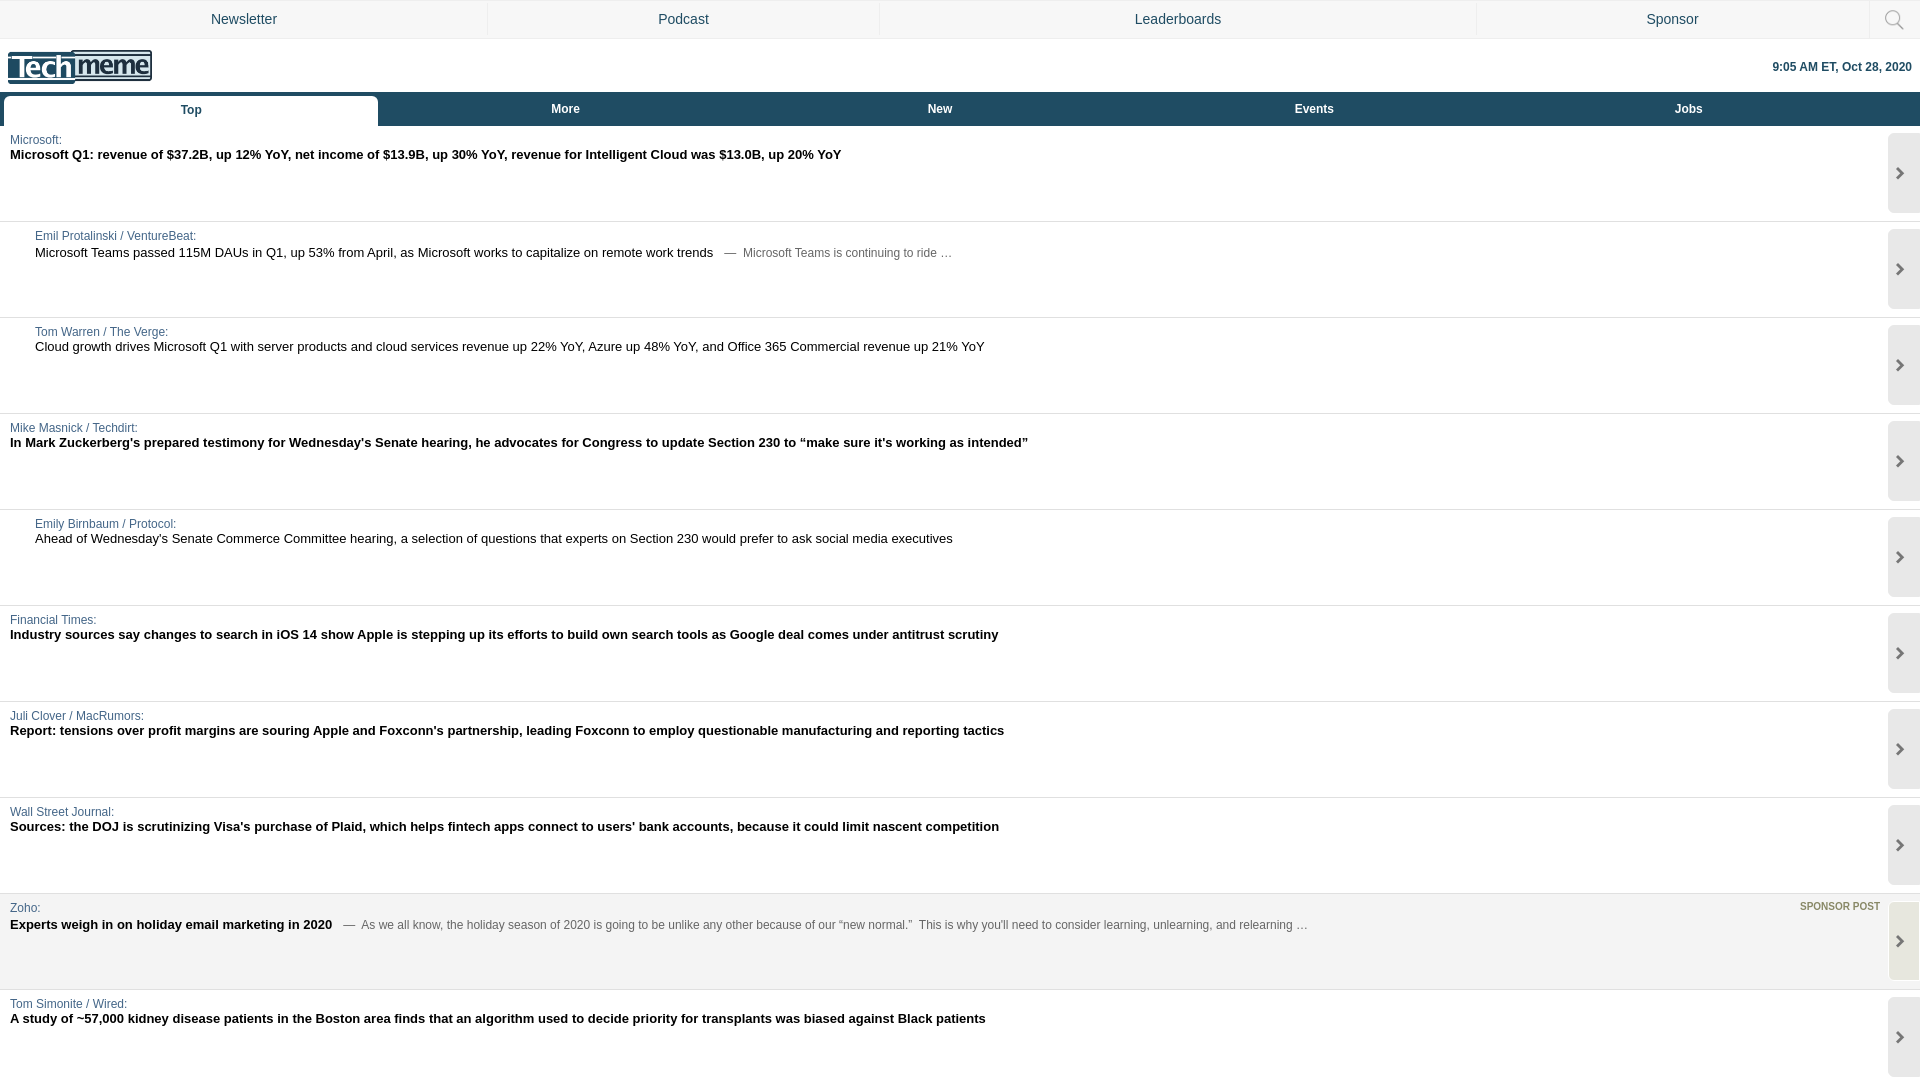 Newsletter
Podcast
Leaderboards
Sponsor
Techmeme
9:05 AM ET, Oct 28, 2020
Top
More
New
Events
Jobs
Microsoft:
Microsoft Q1: revenue of $37.2B, up 12% YoY, net income of $13.9B, up 30% YoY, revenue for Intelligent Cloud was $13.0B, up 20% YoY
Emil Protalinski / VentureBeat:
Microsoft Teams passed 115M DAUs in Q1, up 53% from April, as Microsoft works to capitalize on remote work trends — Microsoft Teams is continuing to ride …
Tom Warren / The Verge:
Cloud growth drives Microsoft Q1 with server products and cloud services revenue up 22% YoY, Azure up 48% YoY, and Office 365 Commercial revenue up 21% YoY
Mike Masnick / Techdirt:
In Mark Zuckerberg's prepared testimony for Wednesday's Senate hearing, he advocates for Congress to update Section 230 to “make sure it's working as intended”
Emily Birnbaum / Protocol:
Ahead of Wednesday's Senate Commerce Committee hearing, a selection of questions that experts on Section 230 would prefer to ask social media executives
Financial Times:
Industry sources say changes to search in iOS 14 show Apple is stepping up its efforts to build own search tools as Google deal comes under antitrust scrutiny
Juli Clover / MacRumors:
Report: tensions over profit margins are souring Apple and Foxconn's partnership, leading Foxconn to employ questionable manufacturing and reporting tactics
Wall Street Journal:
Sources: the DOJ is scrutinizing Visa's purchase of Plaid, which helps fintech apps connect to users' bank accounts, because it could limit nascent competition
Zoho:
SPONSOR POST
Experts weigh in on holiday email marketing in 2020 — As we all know, the holiday season of 2020 is going to be unlike any other because of our “new normal.” This is why you'll need to consider learning, unlearning, and relearning …
Tom Simonite / Wired:
A study of ~57,000 kidney disease patients in the Boston area finds that an algorithm used to decide priority for transplants was biased against Black patients